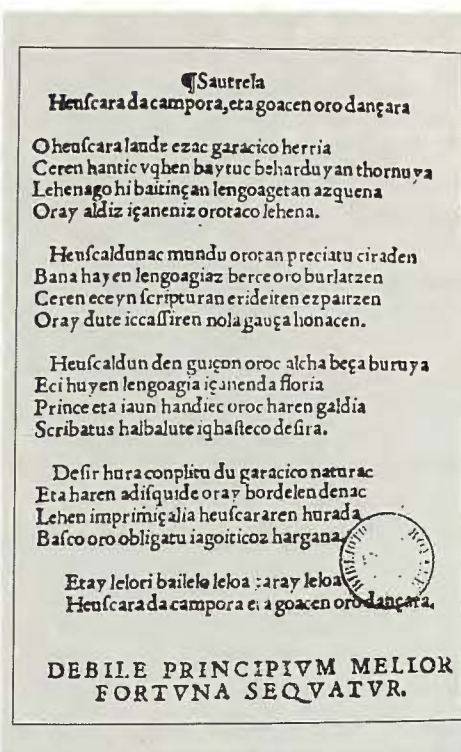 ¶Sautrela
Heuſcara da campora, eta goacen oro dançara
O heuſcara laude ezac garacico herria
Ceren hantic vqhen baytuc behardu yan thornuya
Lehenago hi baitinçan lengoagetan azquena
Oray aldiz içaneniz orotaco lehena.
Heuſcaldunac mundu orotan preciatu ciraden
Bana hayen lengoagiaz berce oro burlatzen
Ceren eceyn ſcripturan erideiten ezpaitzen
Oray dute iccaſſiren nola gauça honacen.
Heuſcaldun den guiçon oroc alcha beça buruya
Eci huyen lengoagia içanenda floria
Prince eta iaun handiec oroc haren galdia
Scribatus halbalute iqhaſteco deſira.
Deſir hura conplitu du garacico naturac
Eta haren adiſquide oray bordelen denac
Lehen imprimiçalia heuſcararen hurada
Baſco oro obligatu iagoiticoz hargana.
Etay lelori bailelo leloa çaray leloa
Heuſcara da campora eta goacen oro dançara.
BIBLIOTH ROYALE
DEBILE PRINCIPIVM MELIOR
FORTVNA SEQVATVR.